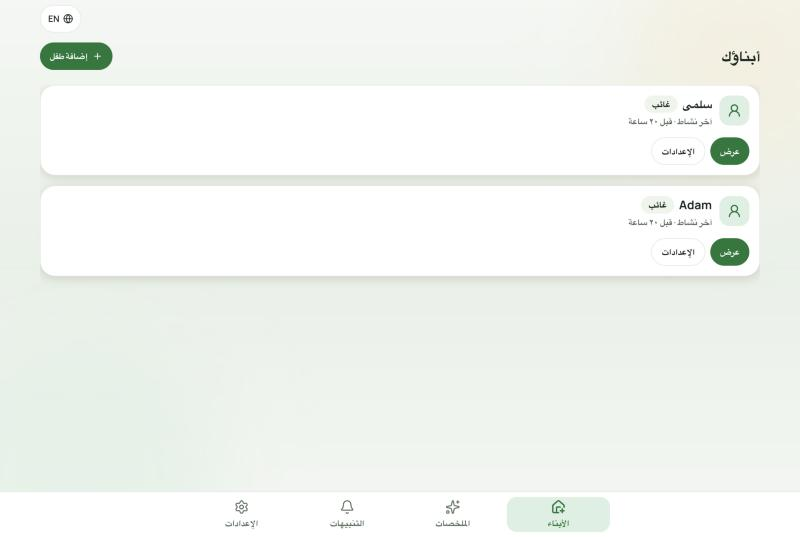 EN
أبناؤك
+ إضافة طفل
سلمى غائب
آخر نشاط · قبل ٢٠ ساعة
عرض الإعدادات
Adam غائب
آخر نشاط · قبل ٢٠ ساعة
عرض الإعدادات
الأبناء الملخصات التنبيهات الإعدادات